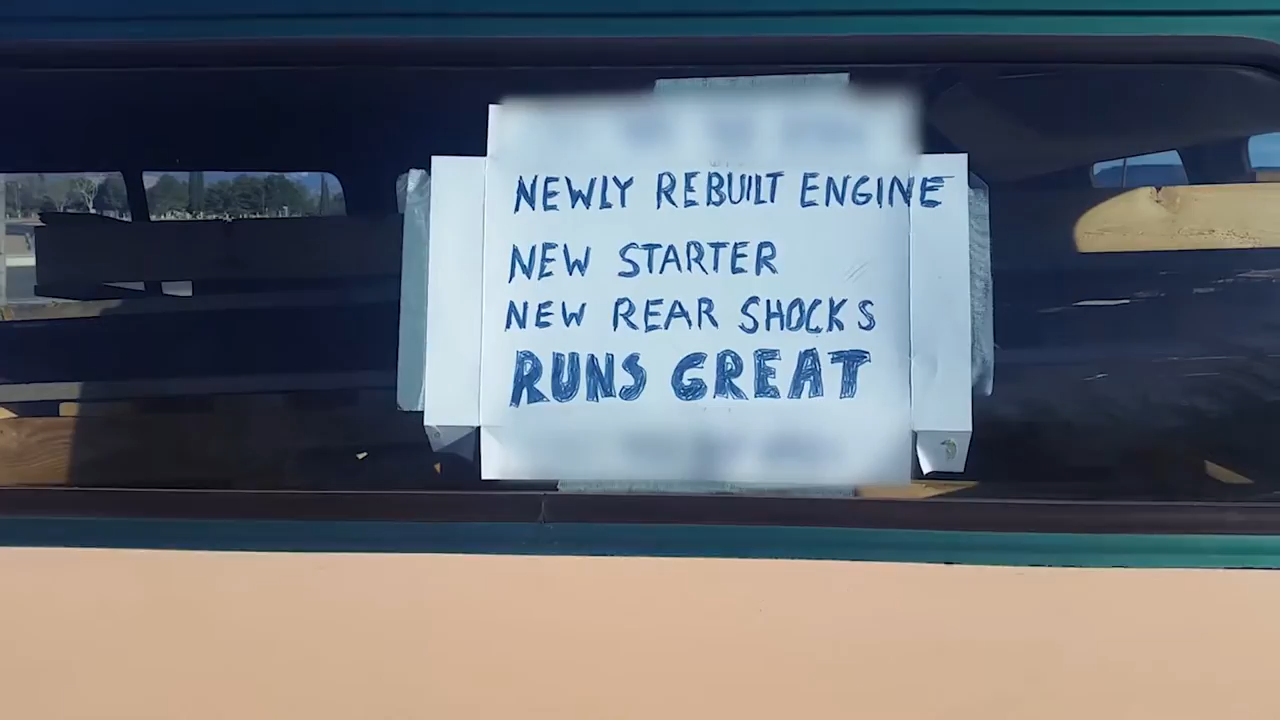 NEWLY REBUILT ENGINE
NEW STARTER
NEW REAR SHOCKS
RUNS GREAT